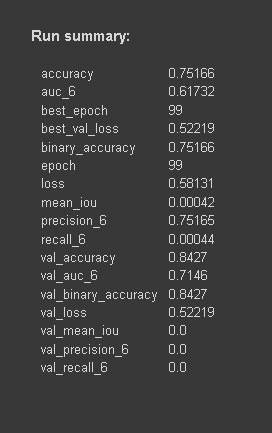 Run summary:
accuracy 0.75166
auc_6 0.61732
best_epoch 99
best_val_loss 0.52219
binary_accuracy 0.75166
epoch 99
loss 0.58131
mean_iou 0.00042
precision_6 0.75165
recall_6 0.00044
val_accuracy 0.8427
val_auc_6 0.7146
val_binary_accuracy 0.8427
val_loss 0.52219
val_mean_iou 0.0
val_precision_6 0.0
val_recall_6 0.0